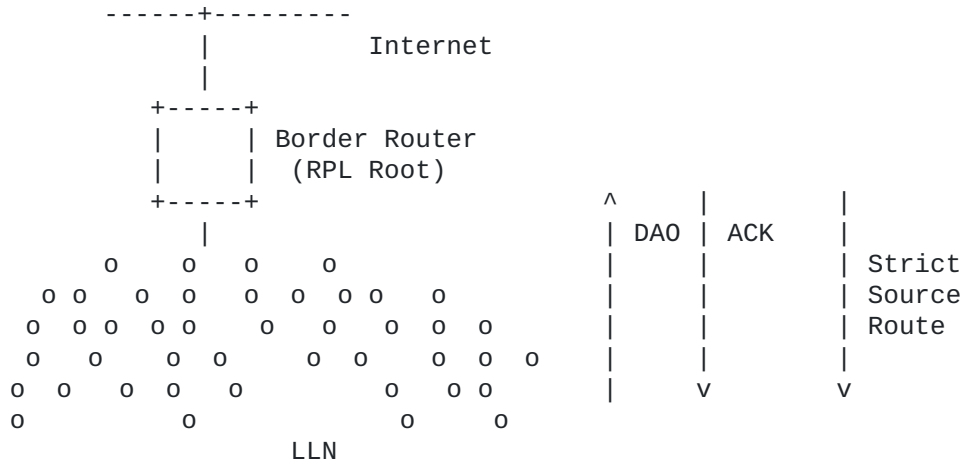 Internet
Border Router
(RPL Root)
DAO ACK
Strict
Source
Route
LLN